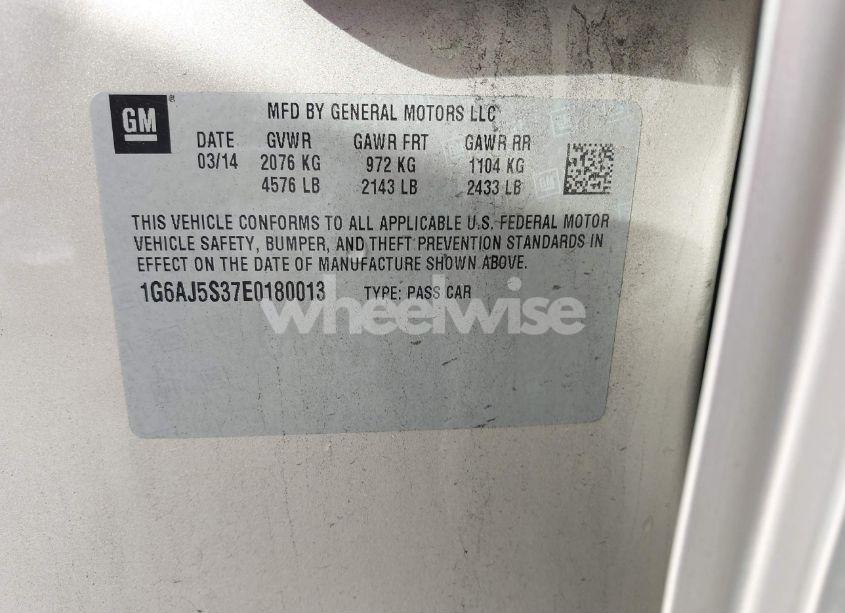 GM ®
MFD BY GENERAL MOTORS LLC
DATE GVWR GAWR FRT GAWR RR
03/14 2076 KG 972 KG 1104 KG
4576 LB 2143 LB 2433 LB
THIS VEHICLE CONFORMS TO ALL APPLICABLE U.S. FEDERAL MOTOR
VEHICLE SAFETY, BUMPER, AND THEFT PREVENTION STANDARDS IN
EFFECT ON THE DATE OF MANUFACTURE SHOWN ABOVE.
1G6AJ5S37E0180013 TYPE: PASS CAR
wheelwise